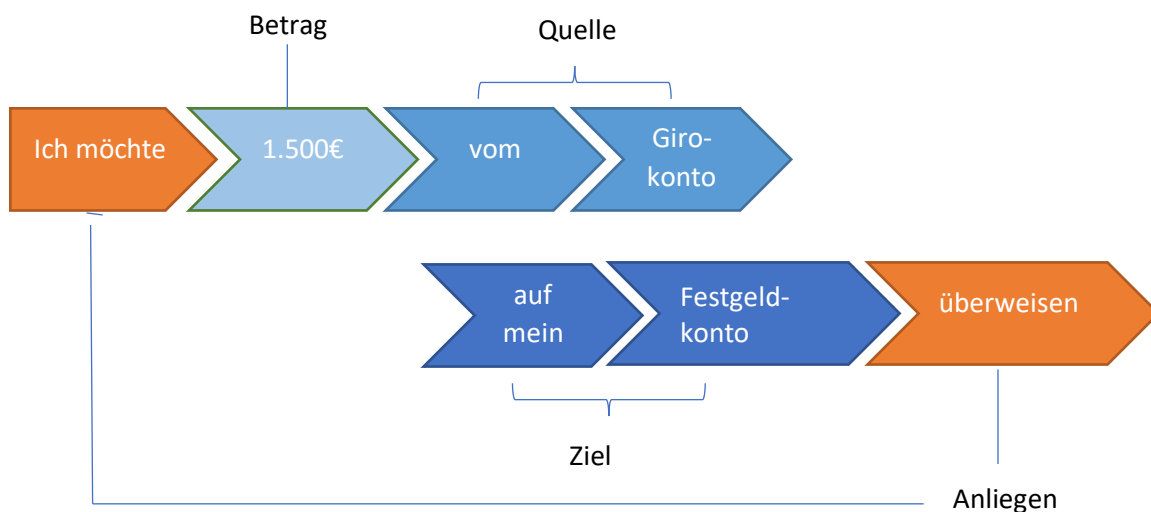 Betrag
Quelle
Ich möchte
1.500€
vom
Giro-
konto
auf
mein
Festgeld-
konto
überweisen
Ziel
Anliegen